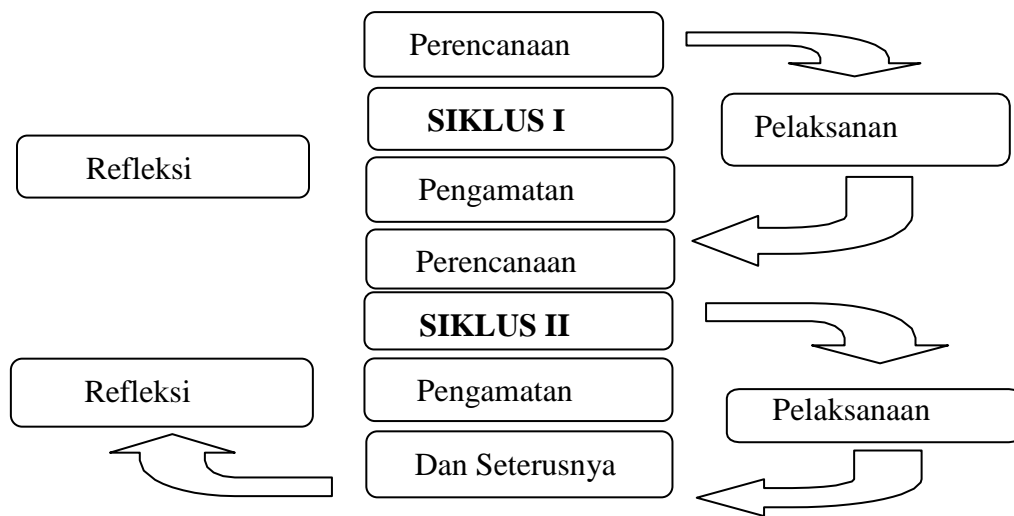 Perencanaan
SIKLUS I
Pelaksanan
Refleksi
Pengamatan
Perencanaan
SIKLUS II
Refleksi
Pengamatan
Pelaksanaan
Dan Seterusnya